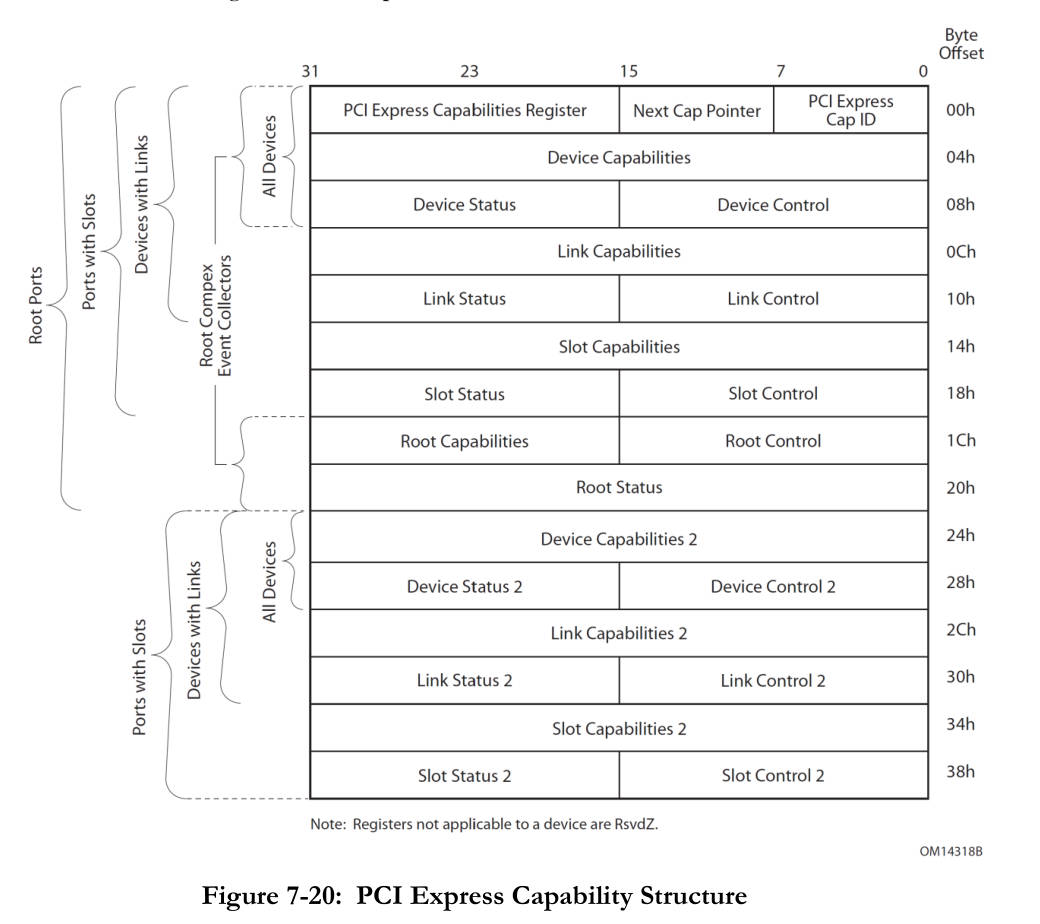 Byte
Offset
31 23 15 7 0
PCI Express Capabilities Register Next Cap Pointer PCI Express
Cap ID 00h
Device Capabilities 04h
Device Status Device Control 08h
Link Capabilities 0Ch
Link Status Link Control 10h
Slot Capabilities 14h
Slot Status Slot Control 18h
Root Capabilities Root Control 1Ch
Root Status 20h
Device Capabilities 2 24h
Device Status 2 Device Control 2 28h
Link Capabilities 2 2Ch
Link Status 2 Link Control 2 30h
Slot Capabilities 2 34h
Slot Status 2 Slot Control 2 38h
Root Ports
Ports with Slots
Devices with Links
Root Compex
Event Collectors
All Devices
Ports with Slots
Devices with Links
All Devices
Note: Registers not applicable to a device are RsvdZ.
OM14318B
Figure 7-20: PCI Express Capability Structure